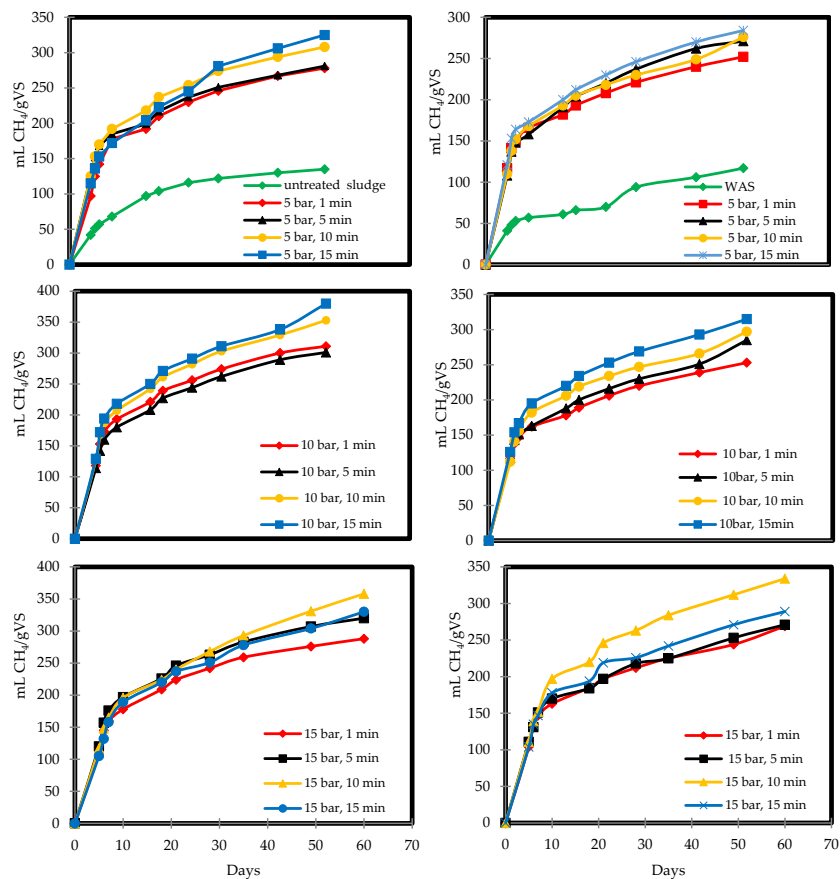 350
300
250
200
150
100
50
0
mL CH₄/gVS
untreated sludge
5 bar, 1 min
5 bar, 5 min
5 bar, 10 min
5 bar, 15 min
300
250
200
150
100
50
0
mL CH₄/gVS
WAS
5 bar, 1 min
5 bar, 5 min
5 bar, 10 min
5 bar, 15 min
400
350
300
250
200
150
100
50
0
mL CH₄/gVS
10 bar, 1 min
10 bar, 5 min
10 bar, 10 min
10 bar, 15 min
350
300
250
200
150
100
50
0
mL CH₄/gVS
10 bar, 1 min
10bar, 5 min
10 bar, 10 min
10bar, 15min
400
350
300
250
200
150
100
50
0
mL CH₄/gVS
15 bar, 1 min
15 bar, 5 min
15 bar, 10 min
15 bar, 15 min
0 10 20 30 40 50 60 70
Days
350
300
250
200
150
100
50
0
mL CH₄/gVS
15 bar, 1 min
15 bar, 5 min
15 bar, 10 min
15 bar, 15 min
0 10 20 30 40 50 60 70
Days